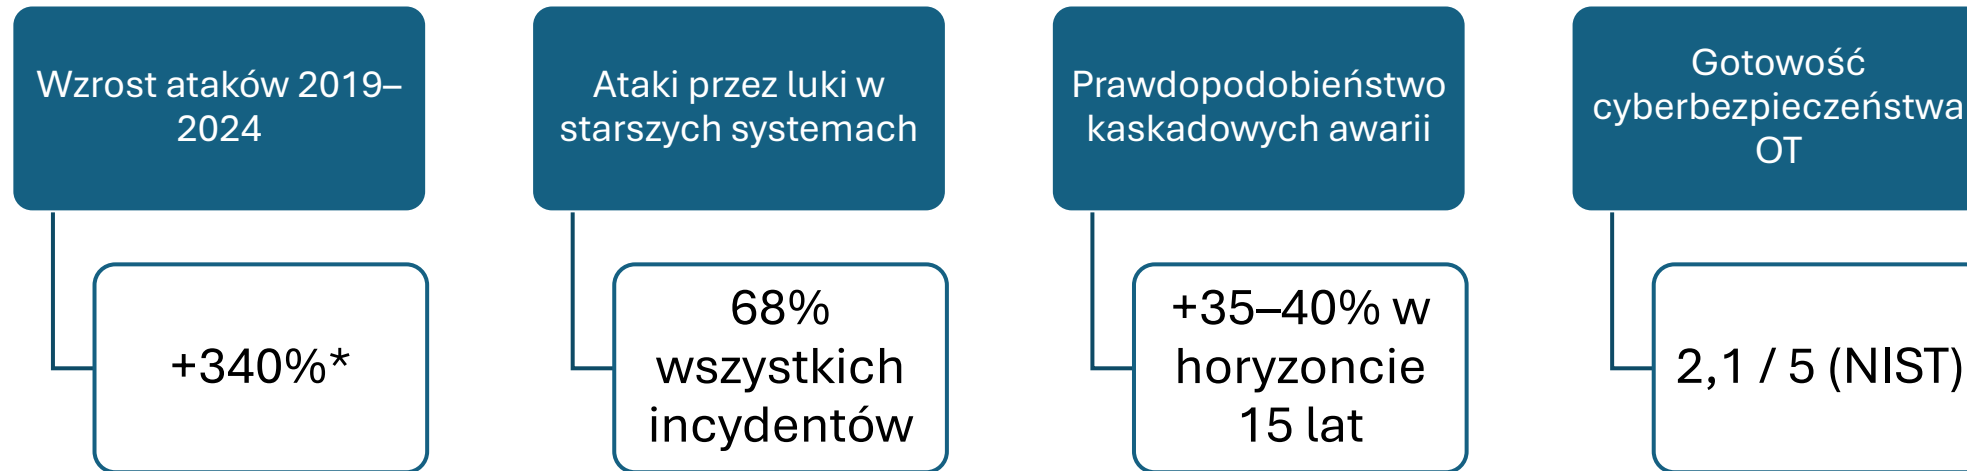 Wzrost ataków 2019–
2024
+340%*
Ataki przez luki w
starszych systemach
68%
wszystkich
incydentów
Prawdopodobieństwo
kaskadowych awarii
+35–40% w
horyzoncie
15 lat
Gotowość
cyberbezpieczeństwa
OT
2,1 / 5 (NIST)